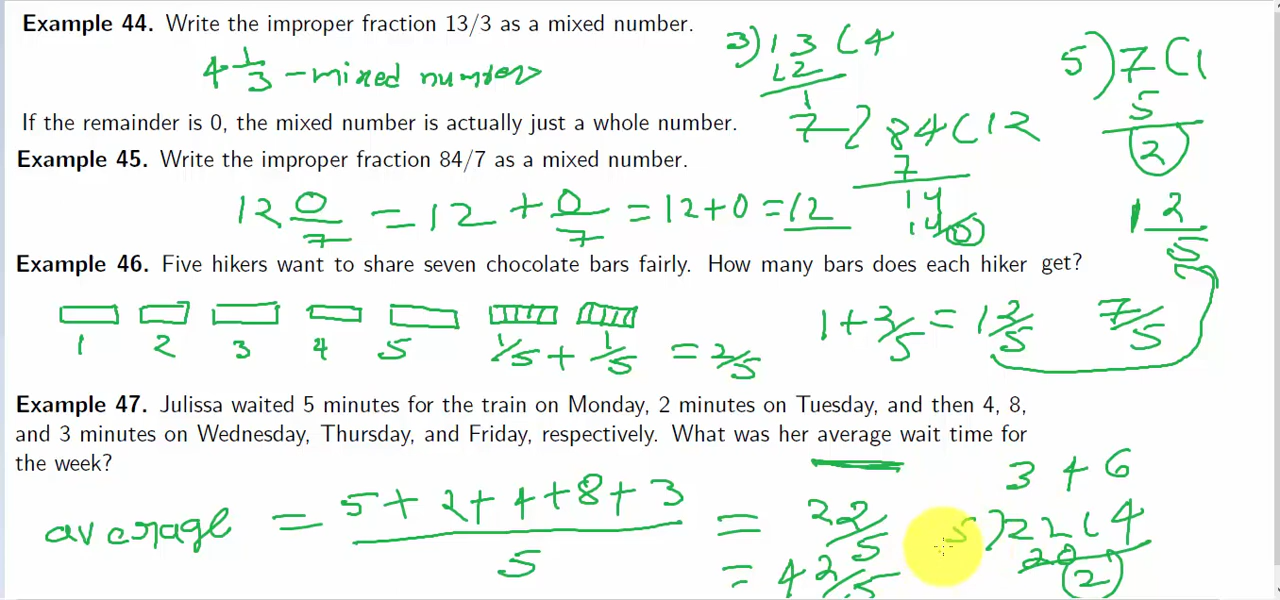 Example 44. Write the improper fraction 13/3 as a mixed number.
4 1/3 - mixed number
3)13(4
12
1
5)7(1
5
2
1 2/5
If the remainder is 0, the mixed number is actually just a whole number.
7)84(12
7
14
14
0
Example 45. Write the improper fraction 84/7 as a mixed number.
12 0/7 = 12 + 0/7 = 12+0 = 12
Example 46. Five hikers want to share seven chocolate bars fairly. How many bars does each hiker get?
1 2 3 4 5 1/5 + 1/5 = 2/5
1 + 2/5 = 1 2/5 7/5
Example 47. Julissa waited 5 minutes for the train on Monday, 2 minutes on Tuesday, and then 4, 8,
and 3 minutes on Wednesday, Thursday, and Friday, respectively. What was her average wait time for
the week?
average = 5+2+4+8+3 / 5 = 22/5
= 4 2/5
3 + 6
5)22(4
20
2